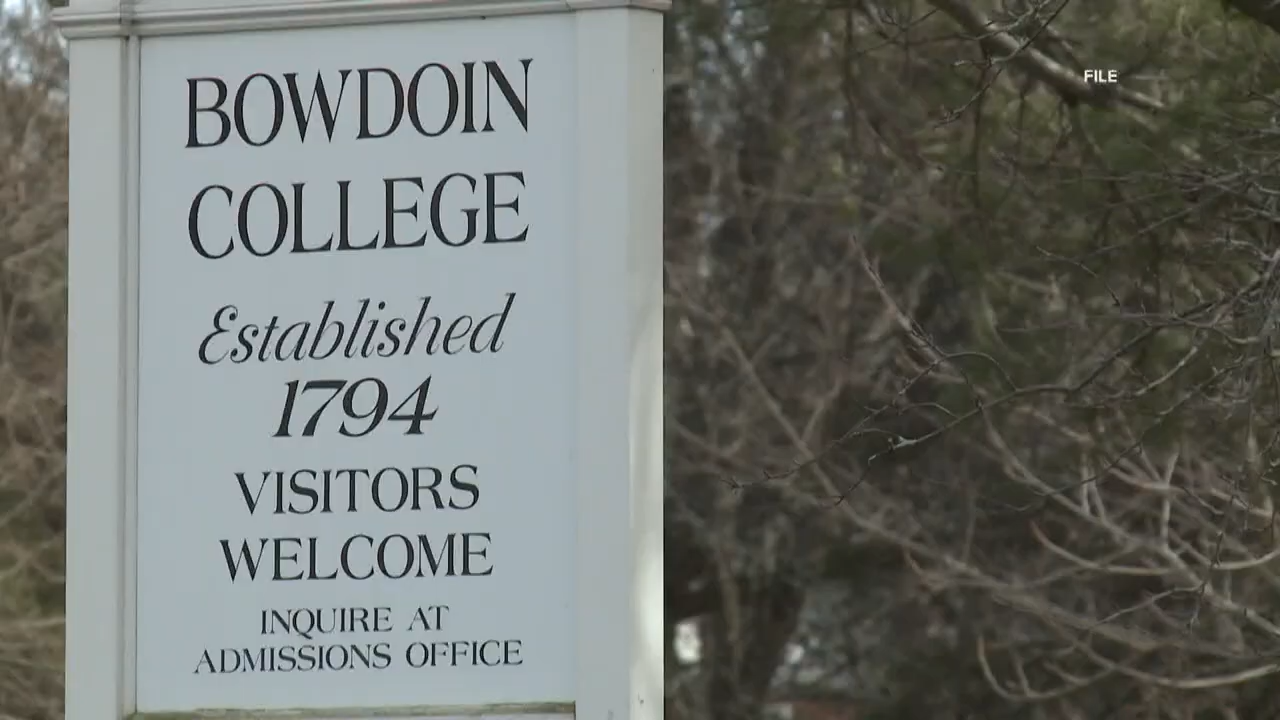 BOWDOIN
COLLEGE
Established
1794
VISITORS
WELCOME
INQUIRE AT
ADMISSIONS OFFICE
FILE